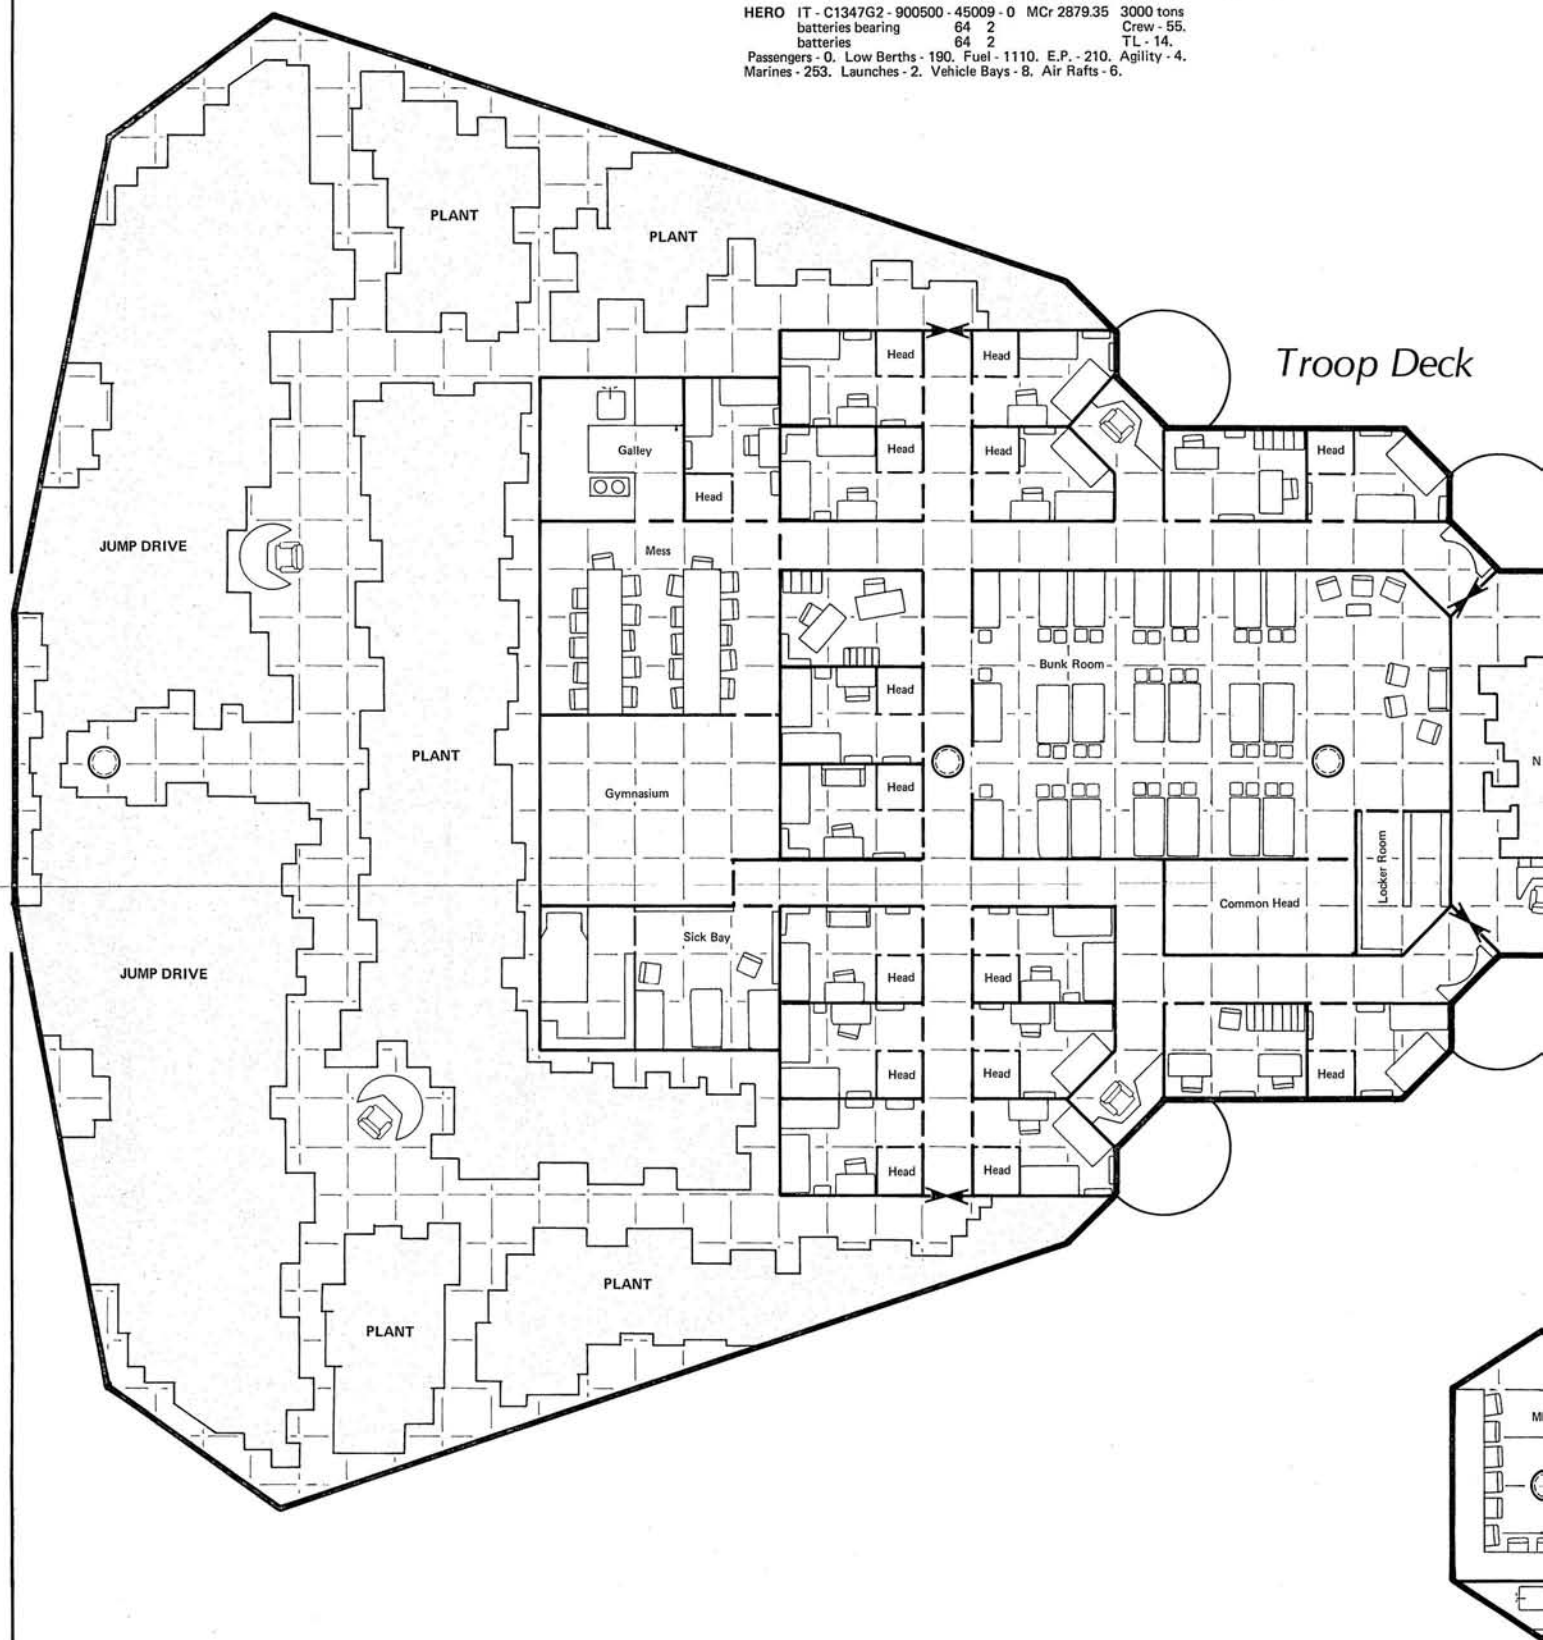 HERO IT - C1347G2 - 900500 - 45009 - 0 MCr 2879.35 3000 tons
batteries bearing 64 2 Crew - 55.
batteries 64 2 TL - 14.
Passengers - 0. Low Berths - 190. Fuel - 1110. E.P. - 210. Agility - 4.
Marines - 253. Launches - 2. Vehicle Bays - 8. Air Rafts - 6.
PLANT
PLANT
Troop Deck
Head
Head
Galley
Head
Head
Head
Head
JUMP DRIVE
Mess
Bunk Room
Head
PLANT
N
Head
Gymnasium
Locker Room
Common Head
Sick Bay
JUMP DRIVE
Head
Head
Head
Head
Head
Head
Head
PLANT
PLANT